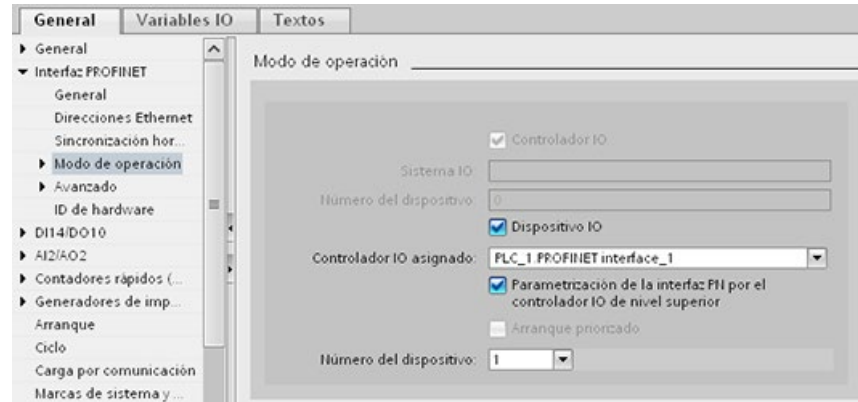 General
Variables IO
Textos
General
Interfaz PROFINET
General
Direcciones Ethernet
Sincronización hor...
Modo de operación
Avanzado
ID de hardware
DI14/DO10
AI2/AO2
Contadores rápidos (...
Generadores de imp...
Arranque
Ciclo
Carga por comunicación
Marcas de sistema y ...
Modo de operación
Controlador IO
Sistema IO
Número del dispositivo
0
Dispositivo IO
Controlador IO asignado:
PLC_1.PROFINET interface_1
Parametrización de la interfaz PN por el
controlador IO de nivel superior
Arranque priorizado
Número del dispositivo:
1